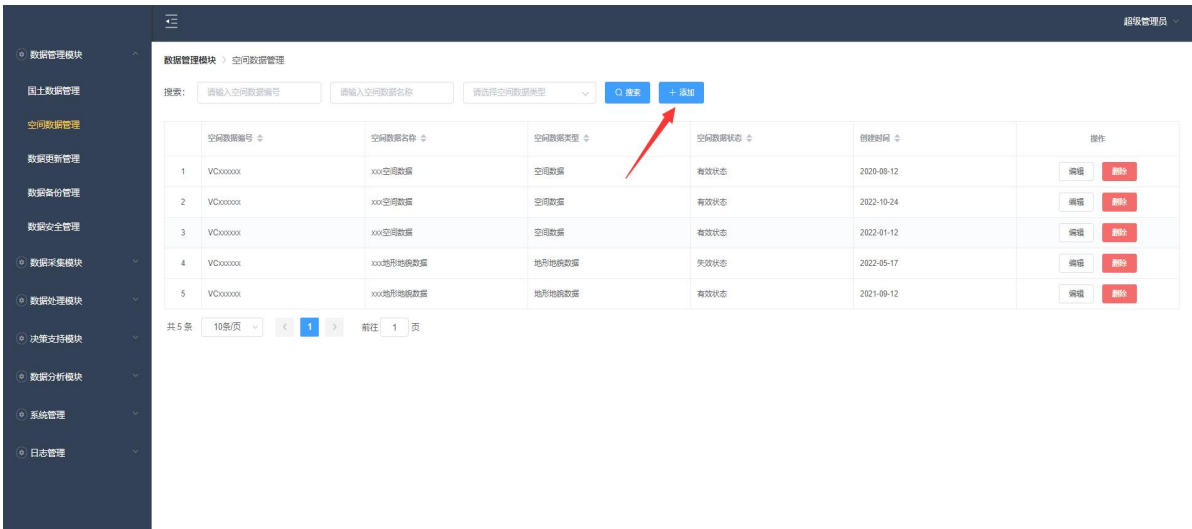 超级管理员
数据管理模块
国土数据管理
空间数据管理
数据更新管理
数据备份管理
数据安全管理
数据采集模块
数据处理模块
决策支持模块
数据分析模块
系统管理
日志管理
数据管理模块 > 空间数据管理
搜索： 请输入空间数据编号 请输入空间数据名称 请选择空间数据类型 搜索 + 添加
空间数据编号 空间数据名称 空间数据类型 空间数据状态 创建时间 操作
1 VCxxxxxx xxx空间数据 空间数据 有效状态 2020-08-12 编辑 删除
2 VCxxxxxx xxx空间数据 空间数据 有效状态 2022-10-24 编辑 删除
3 VCxxxxxx xxx空间数据 空间数据 有效状态 2022-01-12 编辑 删除
4 VCxxxxxx xxx地形地貌数据 地形地貌数据 失效状态 2022-05-17 编辑 删除
5 VCxxxxxx xxx地形地貌数据 地形地貌数据 有效状态 2021-09-12 编辑 删除
共 5 条 10条/页 < 1 > 前往 1 页